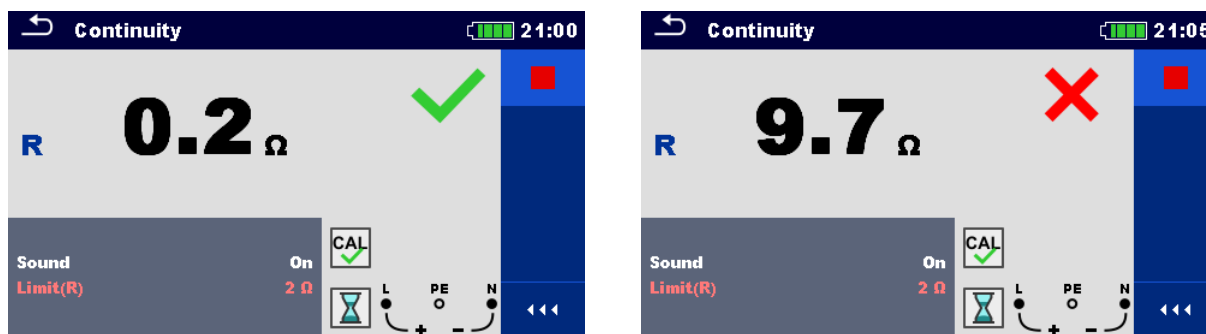 Continuity 21:00
R 0.2 Ω
CAL
Sound On
Limit(R) 2 Ω
L PE N
+ -
Continuity 21:05
R 9.7 Ω
CAL
Sound On
Limit(R) 2 Ω
L PE N
+ -